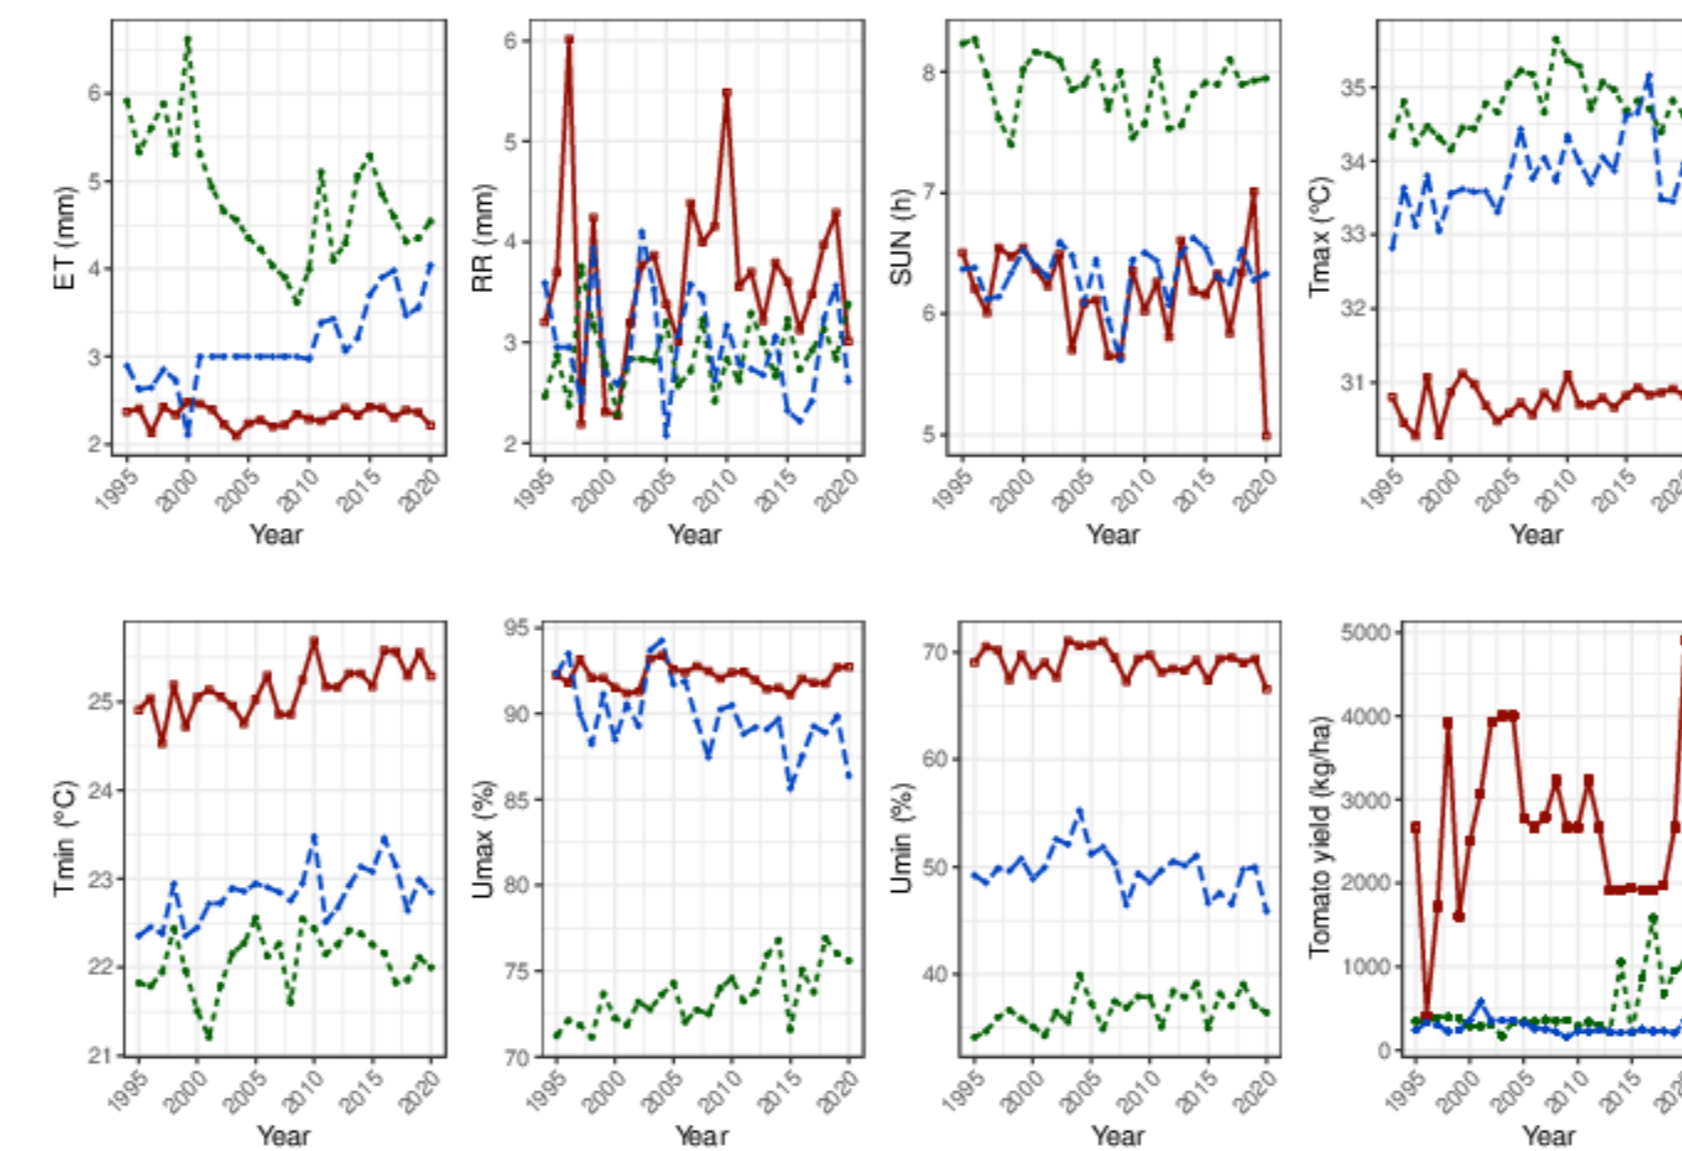 ET (mm)
6
5
4
3
2
1995 2000 2005 2010 2015 2020
Year
RR (mm)
6
5
4
3
2
1995 2000 2005 2010 2015 2020
Year
SUN (h)
8
7
6
5
1995 2000 2005 2010 2015 2020
Year
Tmax (°C)
35
34
33
32
31
1995 2000 2005 2010 2015
Year
Tmin (°C)
25
24
23
22
21
1995 2000 2005 2010 2015 2020
Year
Umax (%)
95
90
85
80
75
70
1995 2000 2005 2010 2015 2020
Year
Umin (%)
70
60
50
40
1995 2000 2005 2010 2015 2020
Year
Tomato yield (kg/ha)
5000
4000
3000
2000
1000
0
1995 2000 2005 2010 2015
Year